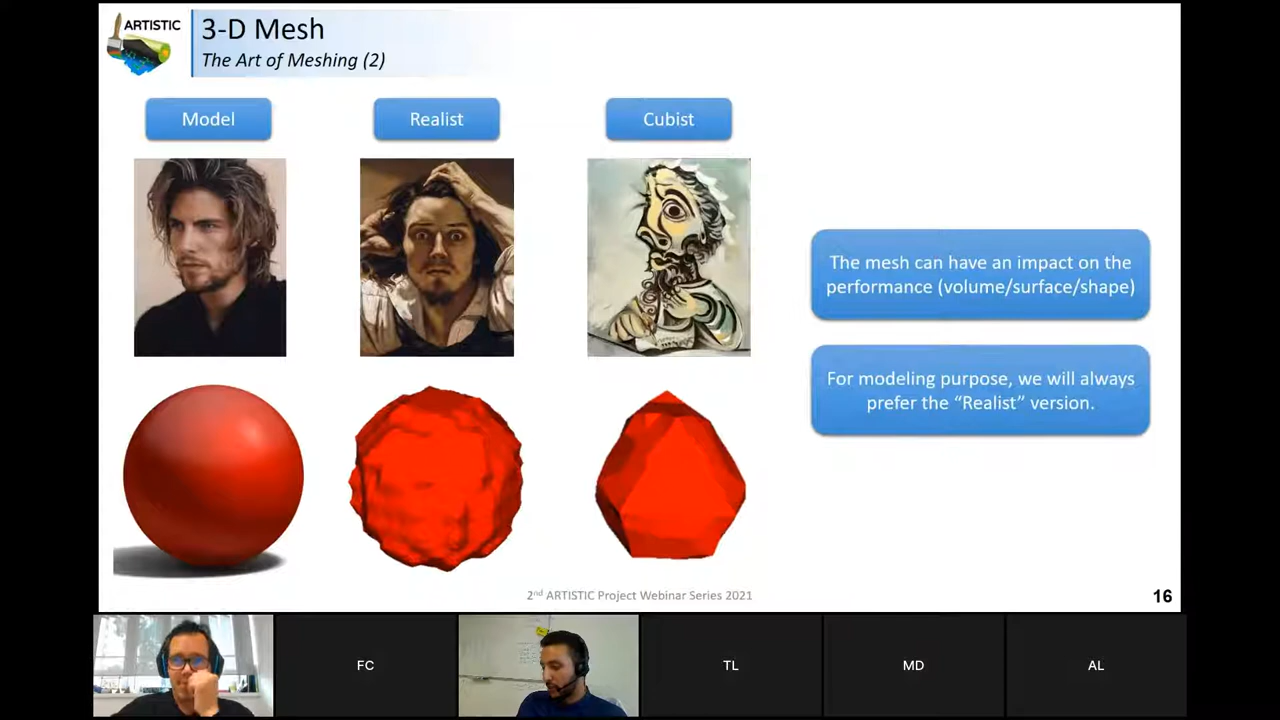 ARTISTIC
3-D Mesh
The Art of Meshing (2)
Model
Realist
Cubist
The mesh can have an impact on the
performance (volume/surface/shape)
For modeling purpose, we will always
prefer the “Realist” version.
2nd ARTISTIC Project Webinar Series 2021
16
FC
TL
MD
AL